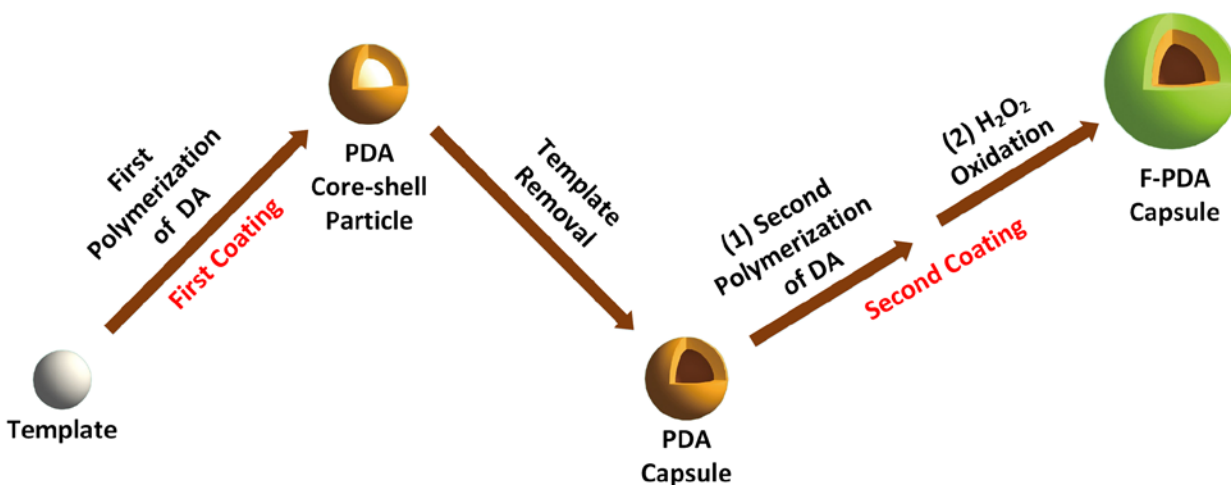 Template
First
Polymerization
of DA
First Coating
PDA
Core-shell
Particle
Template
Removal
PDA
Capsule
(1) Second
Polymerization
of DA
(2) H₂O₂
Oxidation
Second Coating
F-PDA
Capsule